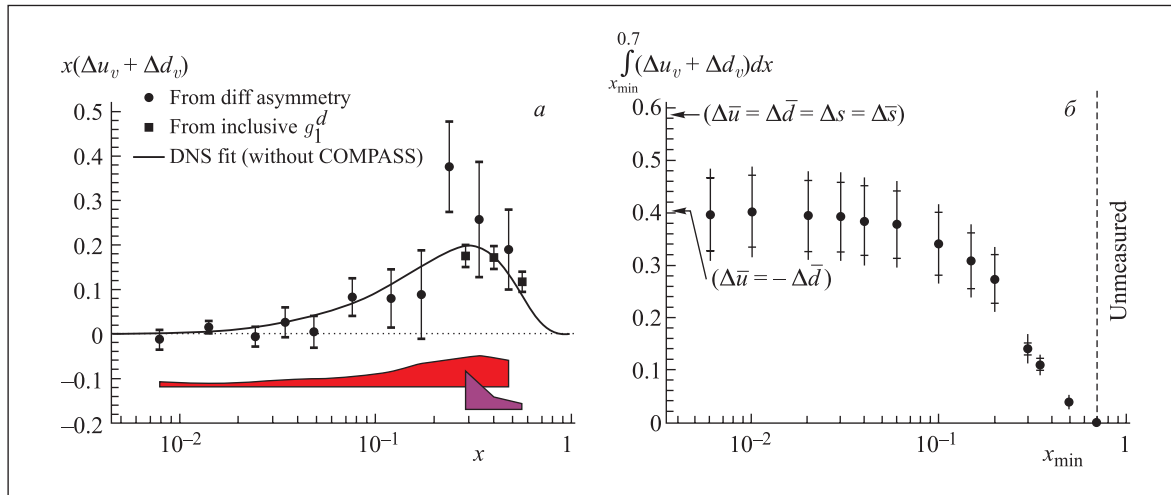 x(Δu_v + Δd_v)
From diff asymmetry
From inclusive g_1^d
DNS fit (without COMPASS)
а
0.5
0.4
0.3
0.2
0.1
0
−0.1
−0.2
10^−2
10^−1
x
1
0.7
∫(Δu_v + Δd_v)dx
x_min
(Δū = Δd̄ = Δs = Δs̄)
б
0.6
0.5
0.4
0.3
0.2
0.1
0
(Δū = −Δd̄)
Unmeasured
10^−2
10^−1
x_min
1